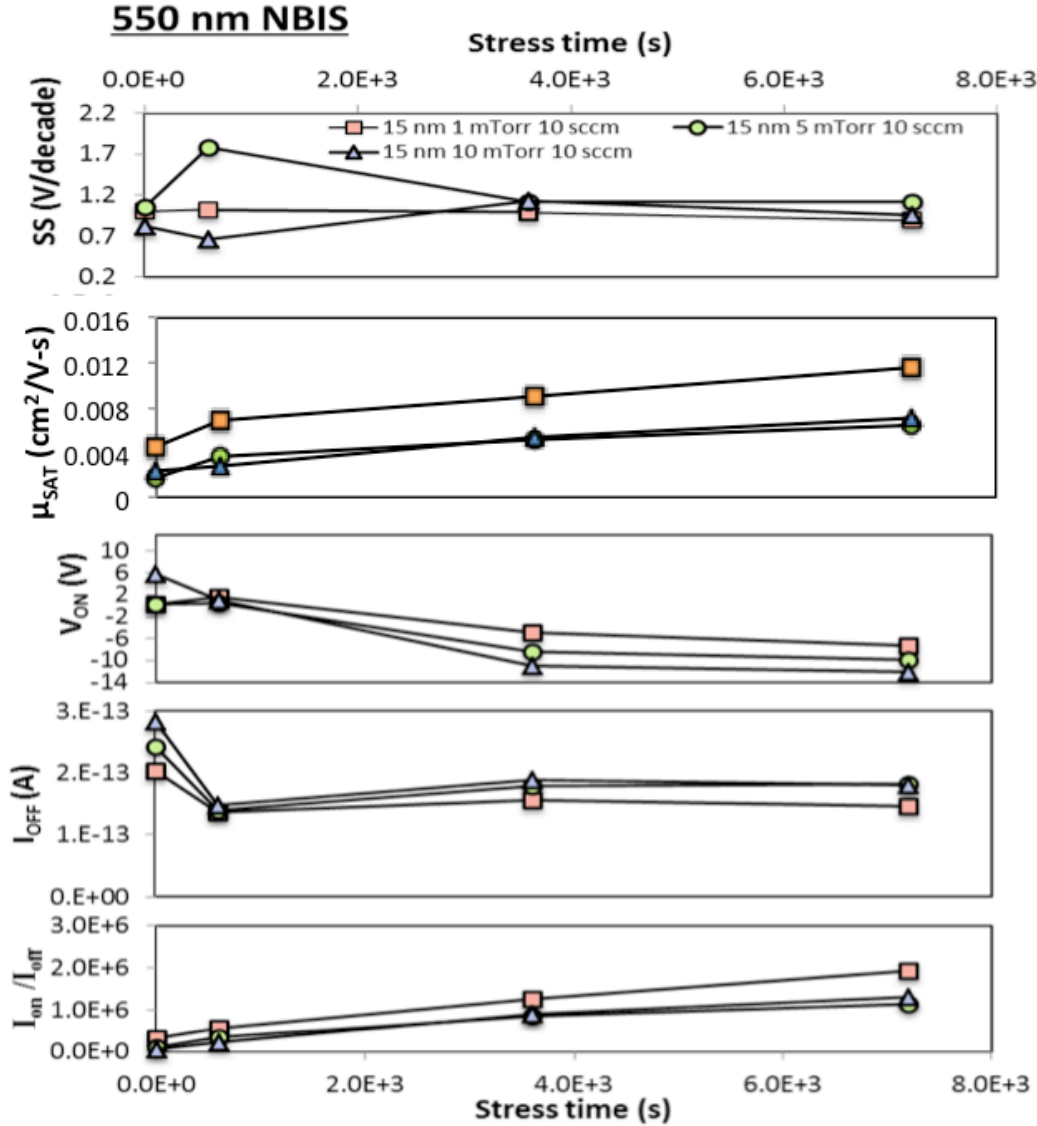 550 nm NBIS
Stress time (s)
0.0E+0 2.0E+3 4.0E+3 6.0E+3 8.0E+3
SS (V/decade)
2.2
1.7
1.2
0.7
0.2
15 nm 1 mTorr 10 sccm
15 nm 5 mTorr 10 sccm
15 nm 10 mTorr 10 sccm
μSAT (cm²/V-s)
0.016
0.012
0.008
0.004
0
VON (V)
10
6
2
-2
-6
-10
-14
IOFF (A)
3.E-13
2.E-13
1.E-13
0.E+00
Ion /Ioff
3.0E+6
2.0E+6
1.0E+6
0.0E+0
0.0E+0 2.0E+3 4.0E+3 6.0E+3 8.0E+3
Stress time (s)